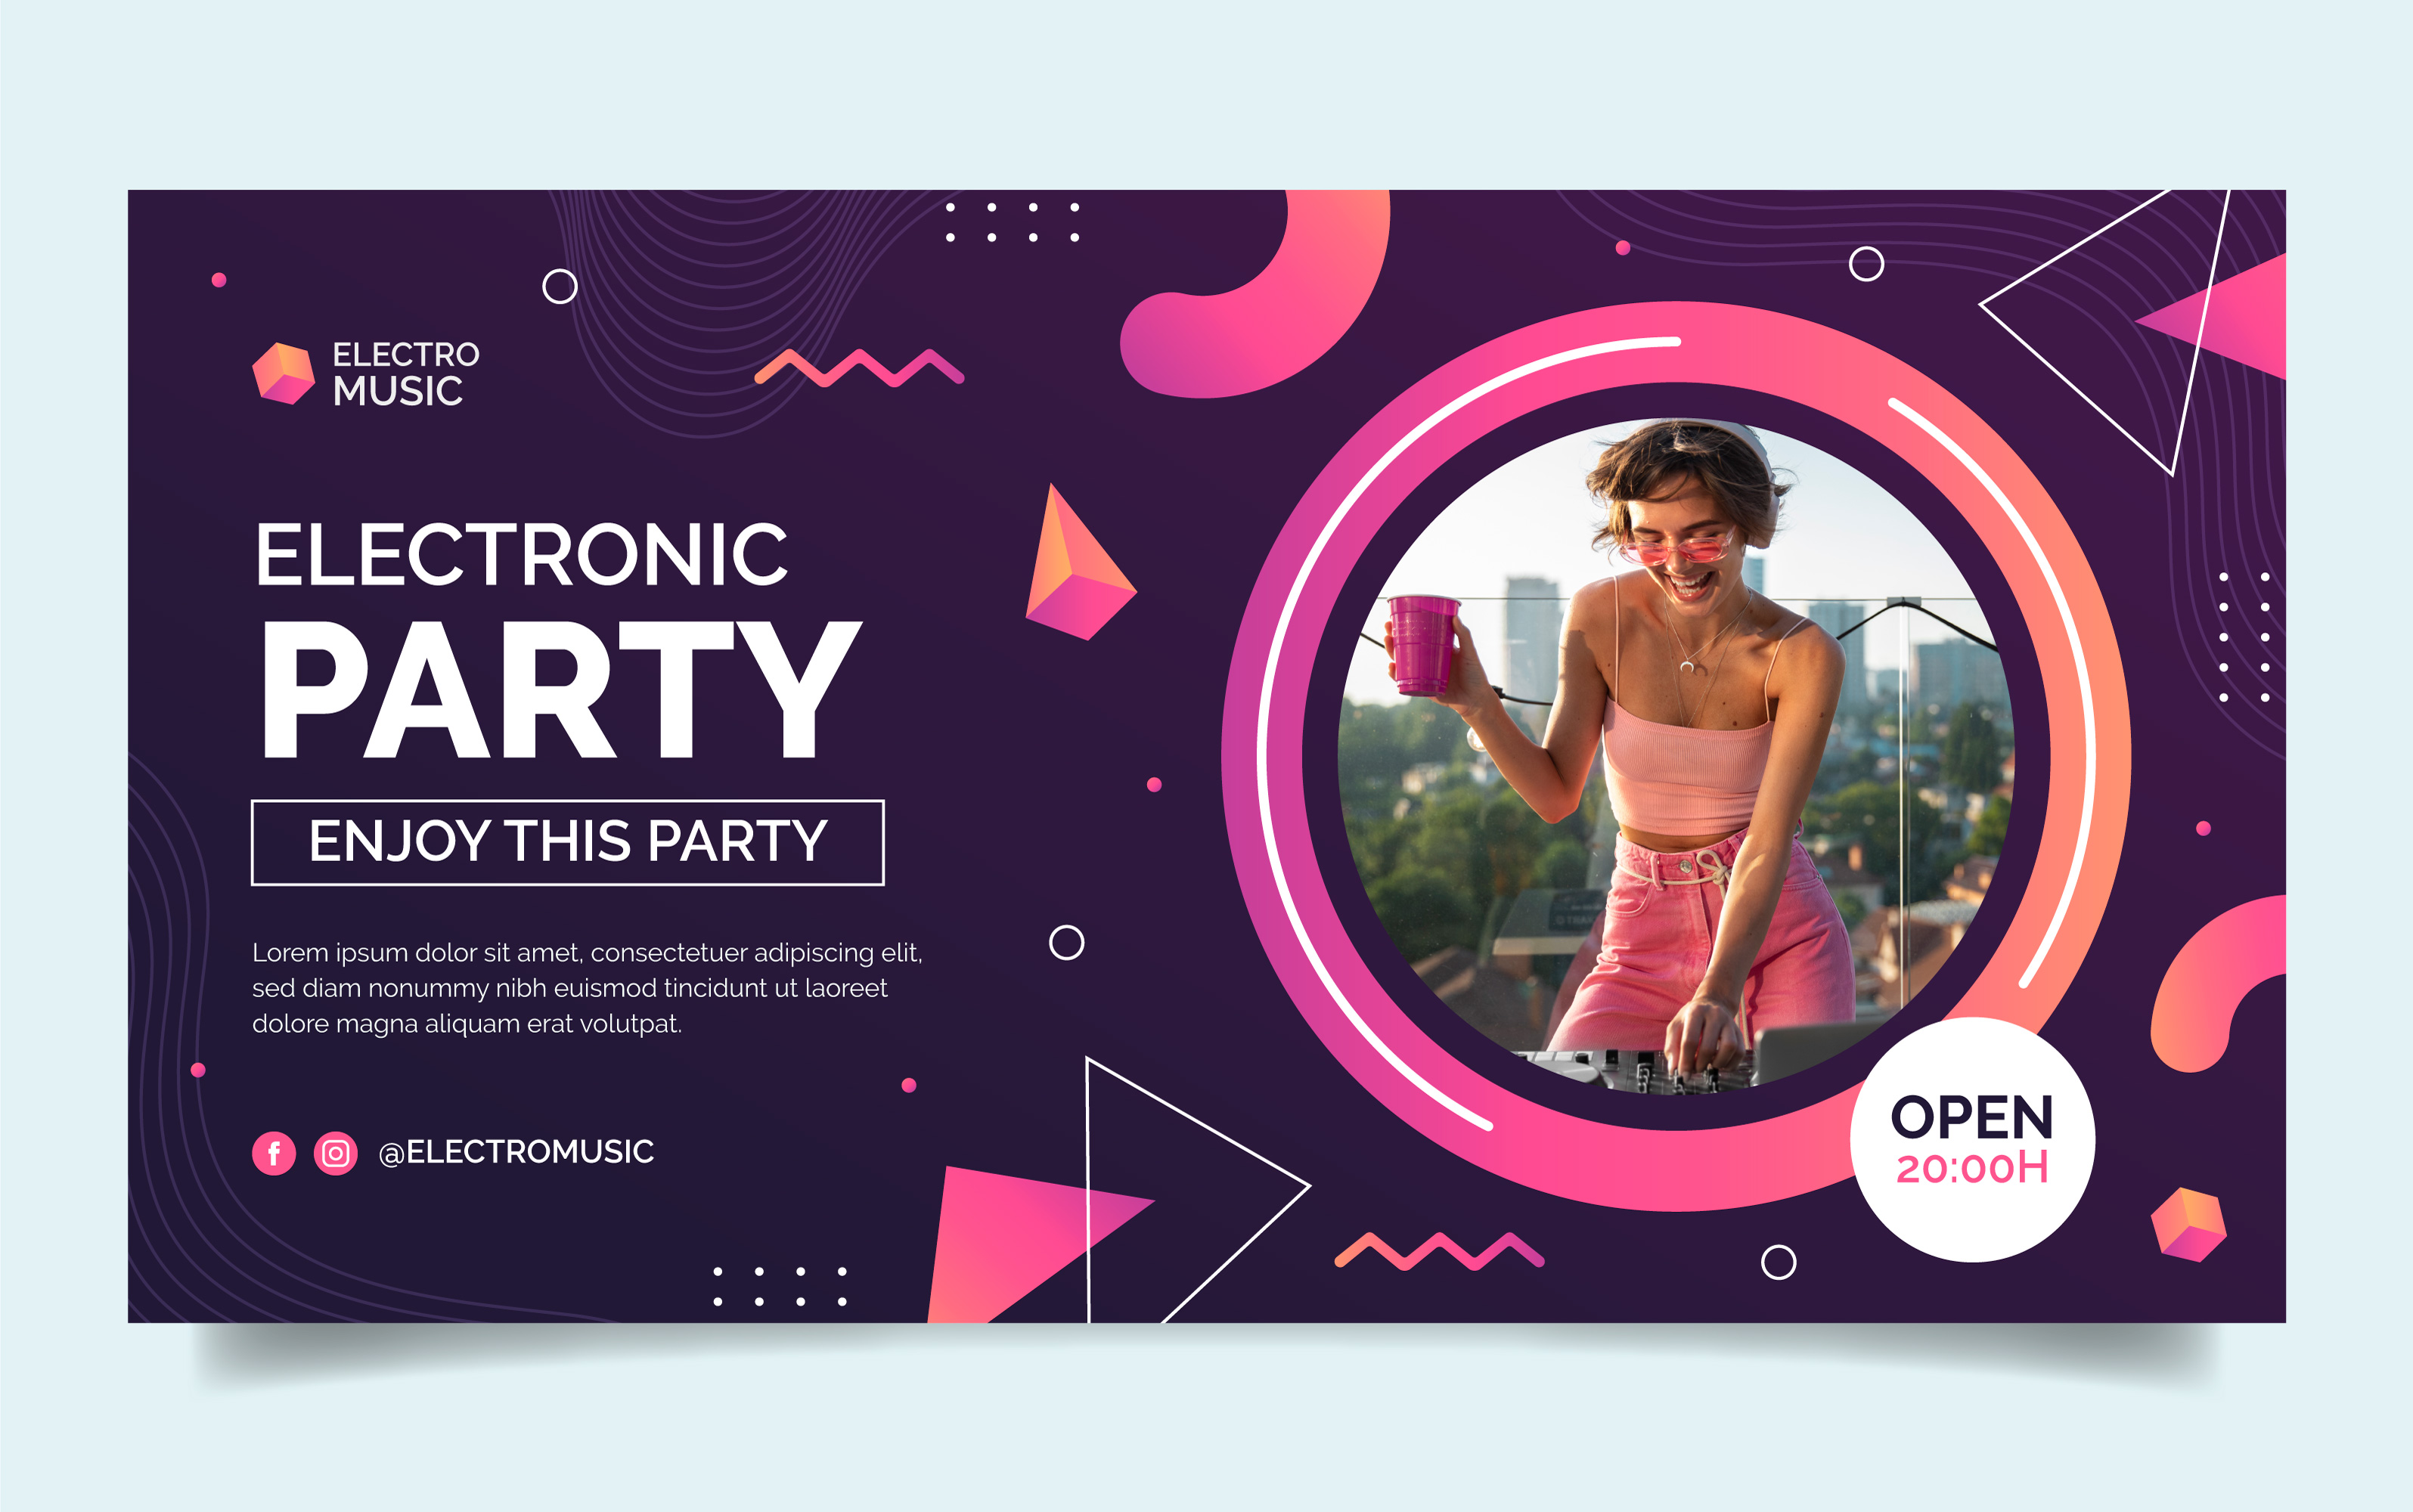 ELECTRO
MUSIC
ELECTRONIC
PARTY
ENJOY THIS PARTY
Lorem ipsum dolor sit amet, consectetuer adipiscing elit,
sed diam nonummy nibh euismod tincidunt ut laoreet
dolore magna aliquam erat volutpat.
@ELECTROMUSIC
OPEN
20:00H